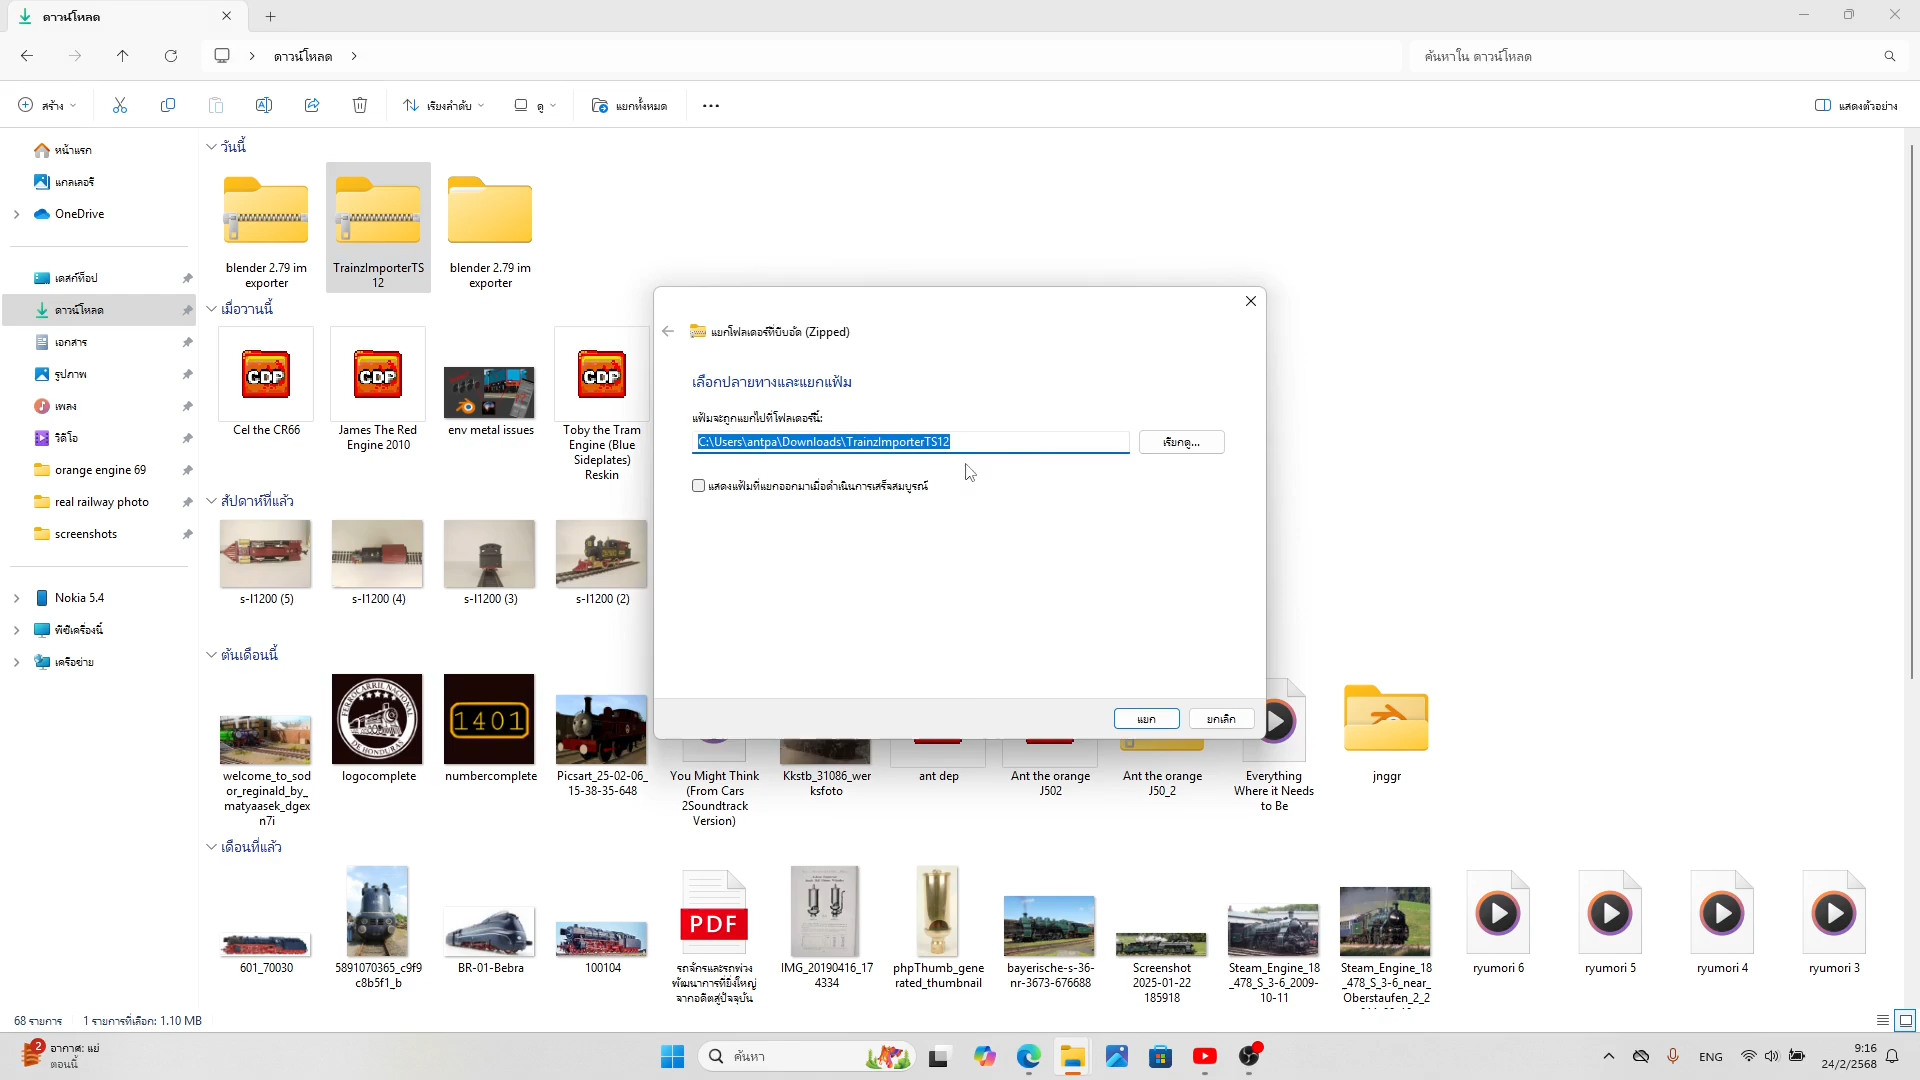 ดาวน์โหลด
ดาวน์โหลด
ค้นหาใน ดาวน์โหลด
สร้าง
เรียงลำดับ
ดู
แยกทั้งหมด
แสดงตัวอย่าง
หน้าแรก
แกลเลอรี
OneDrive
เดสก์ท็อป
ดาวน์โหลด
เอกสาร
รูปภาพ
เพลง
วิดีโอ
orange engine 69
real railway photo
screenshots
Nokia 5.4
พีซีเครื่องนี้
เครือข่าย
วันนี้
blender 2.79 im
exporter
TrainzImporterTS
12
blender 2.79 im
exporter
เมื่อวานนี้
GDP
GDP
GDP
Cel the CR66
James The Red
Engine 2010
env metal issues
Toby the Tram
Engine (Blue
Sideplates)
Reskin
สัปดาห์ที่แล้ว
s-l1200 (5)
s-l1200 (4)
s-l1200 (3)
s-l1200 (2)
แยกโฟลเดอร์ที่บีบอัด (Zipped)
เลือกปลายทางและแยกแฟ้ม
แฟ้มจะถูกแยกไปที่โฟลเดอร์นี้:
C:\Users\antpa\Downloads\TrainzImporterTS12
เรียกดู...
แสดงแฟ้มที่แยกออกมาเมื่อดำเนินการเสร็จสมบูรณ์
แยก
ยกเลิก
ต้นเดือนนี้
FERROCARRIL NACIONAL
DE HONDURAS
1401
welcome_to_sod
or_reginald_by_
matyaasek_dgex
n7i
logocomplete
numbercomplete
Picsart_25-02-06_
15-38-35-648
You Might Think
(From Cars
2Soundtrack
Version)
Kkstb_31086_wer
ksfoto
ant dep
Ant the orange
J502
Ant the orange
J50_2
Everything
Where it Needs
to Be
jnggr
เดือนที่แล้ว
PDF
601_70030
5891070365_c9f9
c8b5f1_b
BR-01-Bebra
100104
รถจักรและรถพ่วง
พัฒนาการที่ยิ่งใหญ่
จากอดีตสู่ปัจจุบัน
IMG_20190416_17
4334
phpThumb_gene
rated_thumbnail
bayerische-s-36-
nr-3673-676688
Screenshot
2025-01-22
185918
Steam_Engine_18
_478_S_3-6_2009-
10-11
Steam_Engine_18
_478_S_3-6_near_
Oberstaufen_2_2
ryumori 6
ryumori 5
ryumori 4
ryumori 3
68 รายการ
1 รายการที่เลือก: 1.10 MB
2
อากาศ: แย่
ตอนนี้
ค้นหา
ENG
9:16
24/2/2568